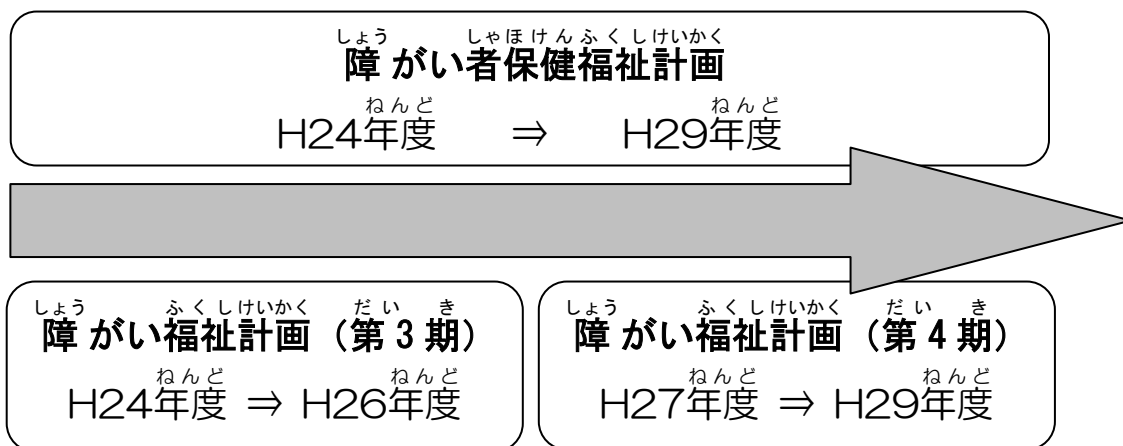 しょう しゃほけんふくしけいかく
障がい者保健福祉計画
ねんど ねんど
H24年度 ⇒ H29年度
しょう ふくしけいかく だい き
障がい福祉計画（第3期）
ねんど ねんど
H24年度 ⇒ H26年度
しょう ふくしけいかく だい き
障がい福祉計画（第4期）
ねんど ねんど
H27年度 ⇒ H29年度